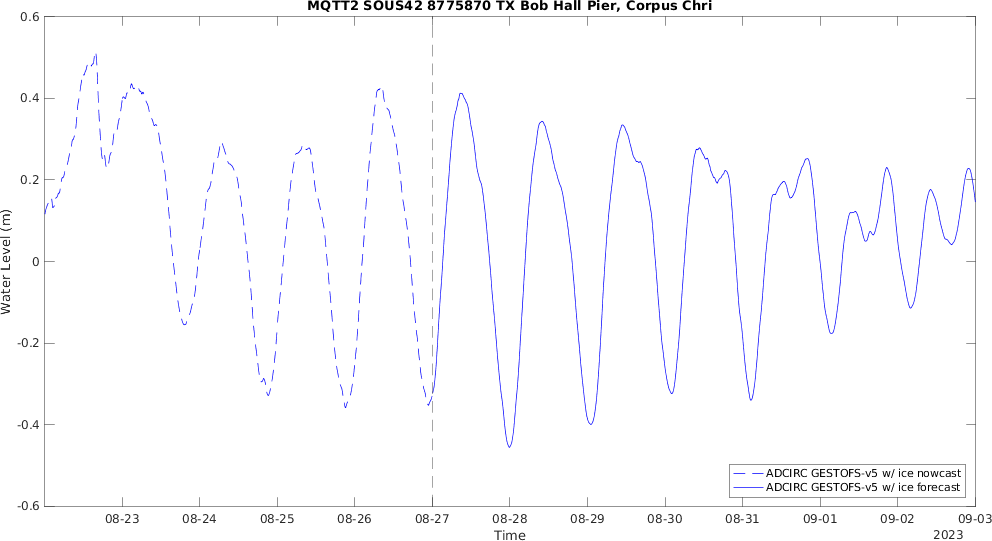 MQTT2 SOUS42 8775870 TX Bob Hall Pier, Corpus Chri
0.6
0.4
0.2
0
-0.2
-0.4
-0.6
Water Level (m)
ADCIRC GESTOFS-v5 w/ ice nowcast
ADCIRC GESTOFS-v5 w/ ice forecast
08-23 08-24 08-25 08-26 08-27 08-28 08-29 08-30 08-31 09-01 09-02 09-03
Time
2023